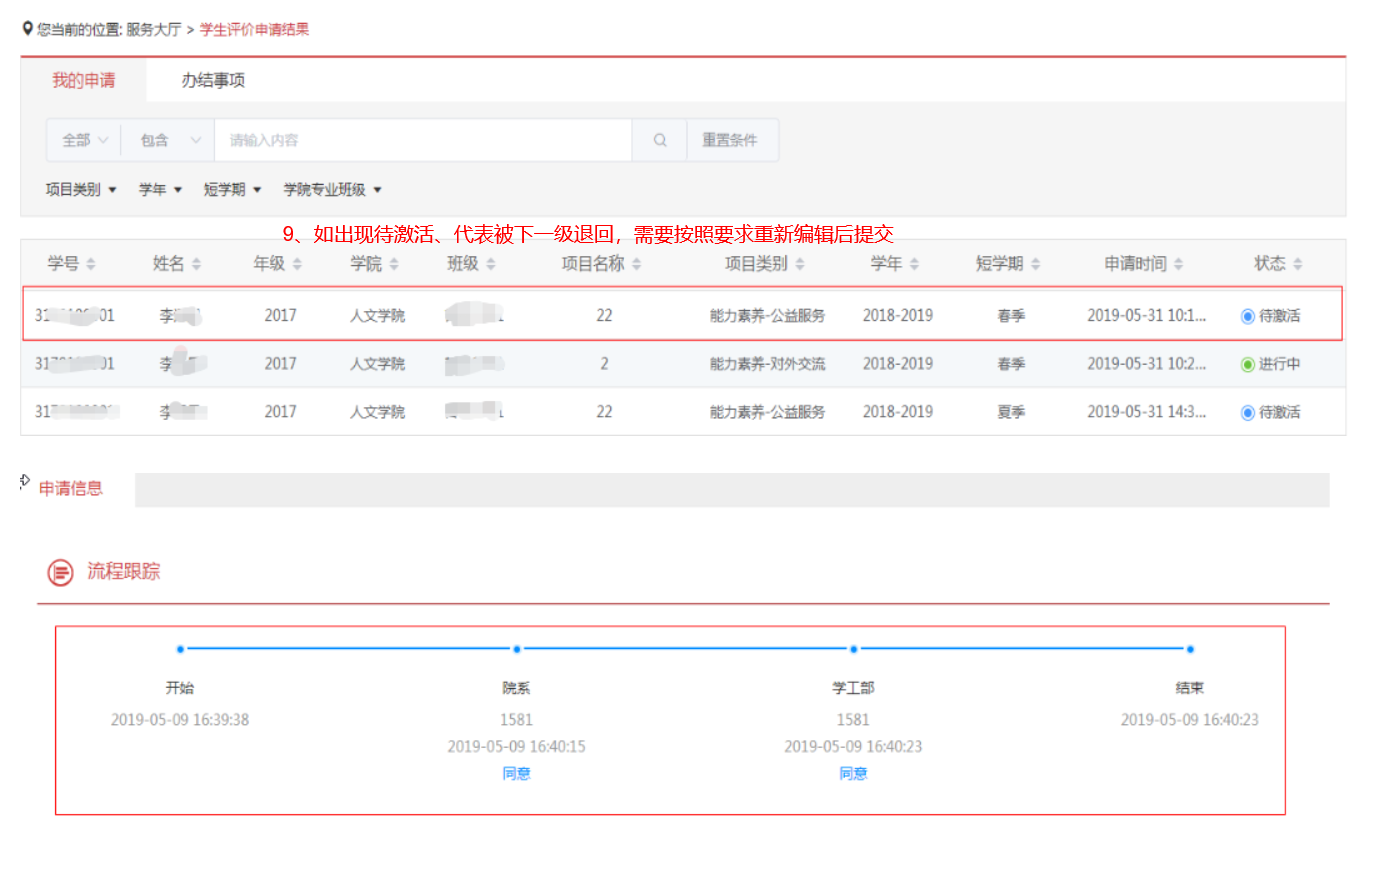 您当前的位置: 服务大厅 > 学生评价申请结果
我的申请 办结事项
全部 包含 请输入内容 重置条件
项目类别 学年 短学期 学院专业班级
9、如出现待激活、代表被下一级退回，需要按照要求重新编辑后提交
学号 姓名 年级 学院 班级 项目名称 项目类别 学年 短学期 申请时间 状态
李 2017 人文学院 22 能力素养-公益服务 2018-2019 春季 2019-05-31 10:1... 待激活
李 2017 人文学院 2 能力素养-对外交流 2018-2019 春季 2019-05-31 10:2... 进行中
李 2017 人文学院 22 能力素养-公益服务 2018-2019 夏季 2019-05-31 14:3... 待激活
申请信息
流程跟踪
开始 院系 学工部 结束
2019-05-09 16:39:38 1581 1581 2019-05-09 16:40:23
2019-05-09 16:40:15 2019-05-09 16:40:23
同意 同意